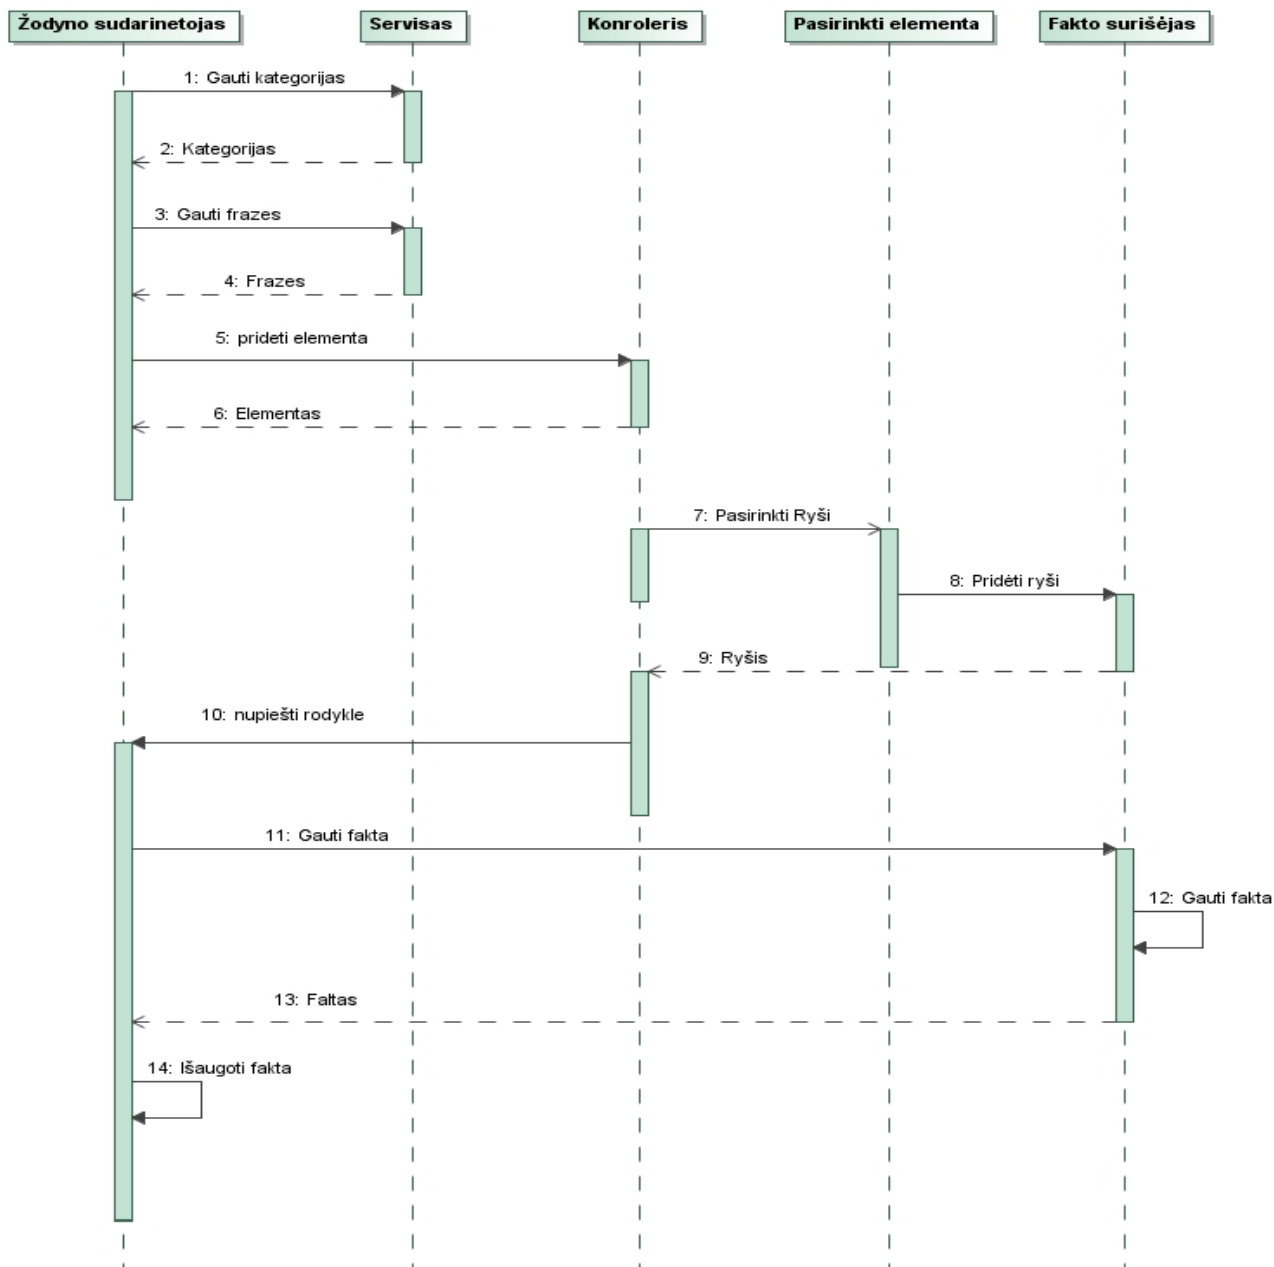 Žodyno sudarinetojas
Servisas
Konroleris
Pasirinkti elementa
Fakto surišėjas
1: Gauti kategorijas
2: Kategorijas
3: Gauti frazes
4: Frazes
5: prideti elementa
6: Elementas
7: Pasirinkti Ryši
8: Pridėti ryši
9: Ryšis
10: nupiešti rodykle
11: Gauti fakta
12: Gauti fakta
13: Faltas
14: Išaugoti fakta